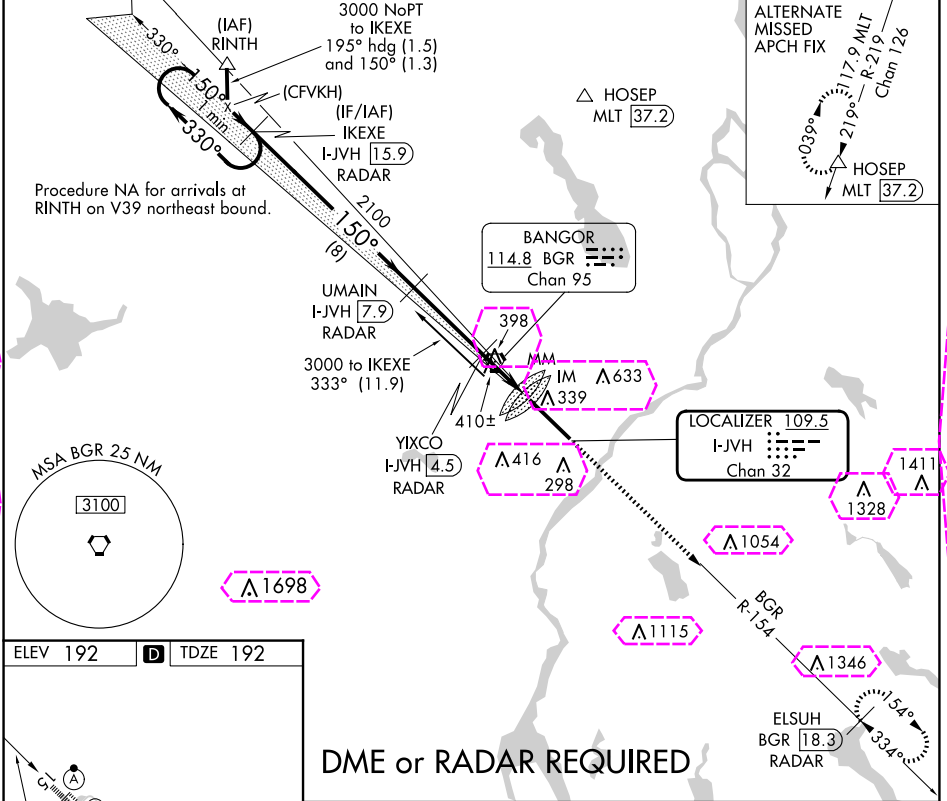 3000 NoPT
to IKEXE
195° hdg (1.5)
and 150° (1.3)
(IAF)
RINTH
330°
150°
1 min
330°
(CFVKH)
(IF/IAF)
IKEXE
I-JVH 15.9
RADAR
Procedure NA for arrivals at
RINTH on V39 northeast bound.
HOSEP
MLT 37.2
ALTERNATE
MISSED
APCH FIX
117.9 MLT
R-219
Chan 126
039°
219°
HOSEP
MLT 37.2
2100
150°
(8)
BANGOR
114.8 BGR
Chan 95
UMAIN
I-JVH 7.9
RADAR
3000 to IKEXE
333° (11.9)
398
MM
IM
633
339
410±
YIXCO
I-JVH 4.5
RADAR
416
298
LOCALIZER 109.5
I-JVH
Chan 32
1411
1328
MSA BGR 25 NM
3100
1698
1054
BGR
R-154
1115
1346
ELSUH
BGR 18.3
RADAR
154°
334°
ELEV 192
D
TDZE 192
A
15
DME or RADAR REQUIRED